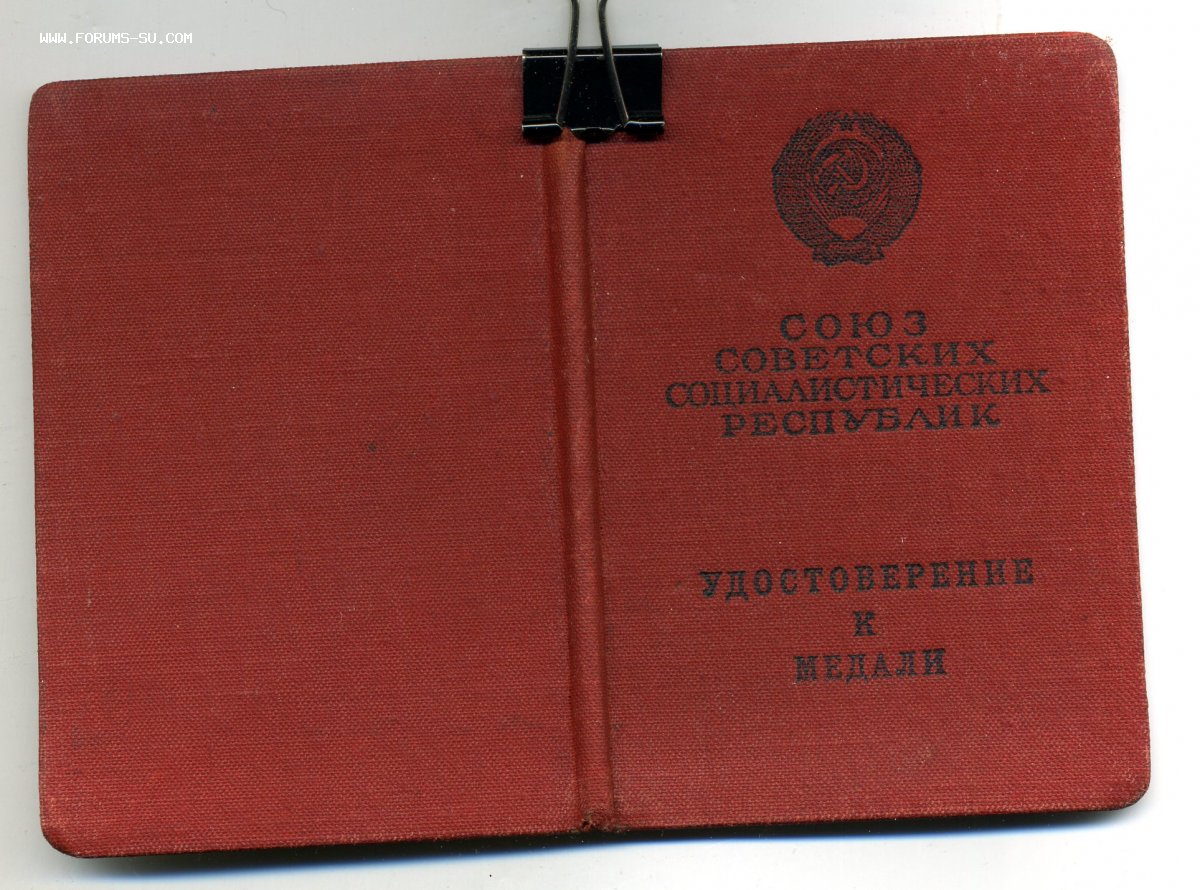 WWW.FORUMS-SU.COM
СОЮЗ
СОВЕТСКИХ
СОЦИАЛИСТИЧЕСКИХ
РЕСПУБЛИК
УДОСТОВЕРЕНИЕ
К
МЕДАЛИ